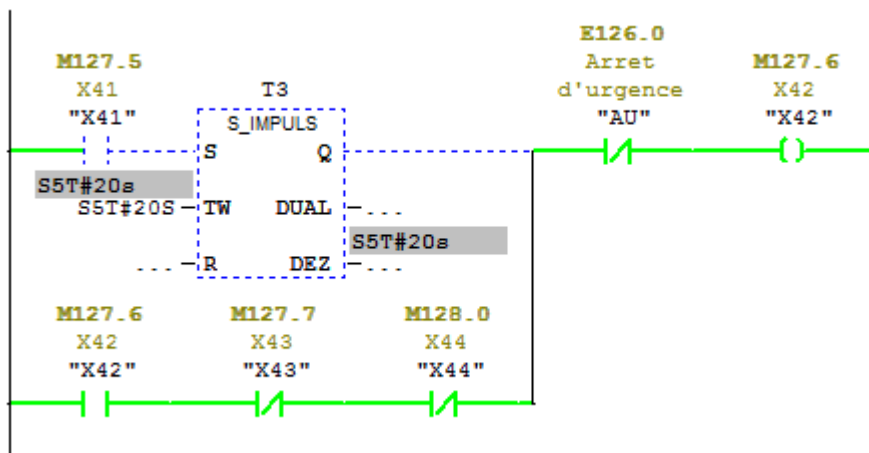 E126.0
M127.5 Arret M127.6
X41 T3 d'urgence X42
"X41" S_IMPULS "AU" "X42"
S Q
S5T#20s
S5T#20S TW DUAL ...
S5T#20s
... R DEZ ...
M127.6 M127.7 M128.0
X42 X43 X44
"X42" "X43" "X44"